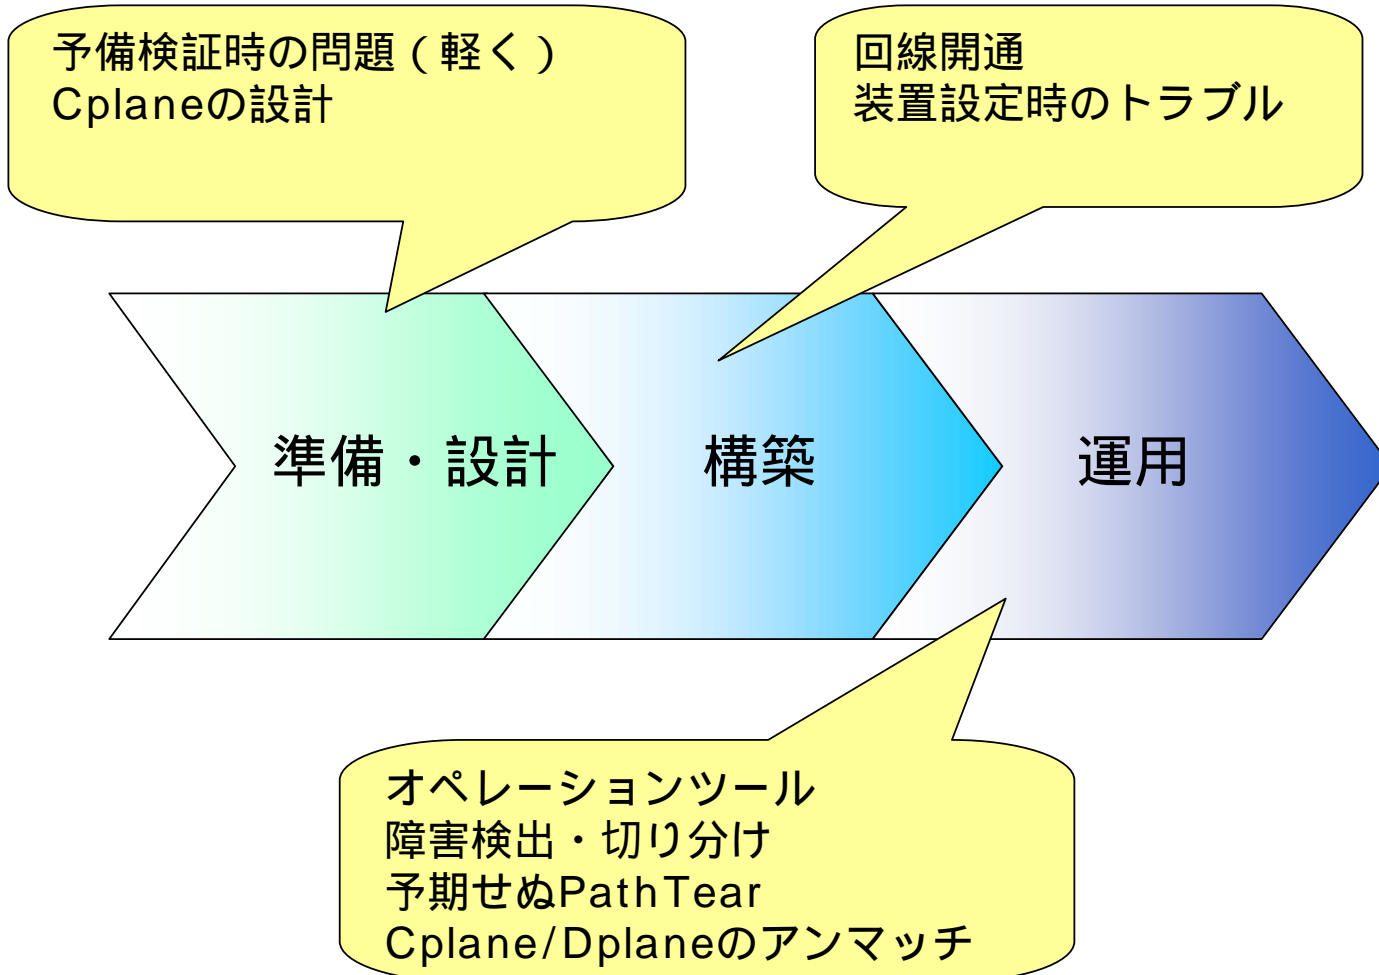 予備検証時の問題（軽く）
Cplaneの設計
回線開通
装置設定時のトラブル
準備・設計
構築
運用
オペレーションツール
障害検出・切り分け
予期せぬPathTear
Cplane/Dplaneのアンマッチ